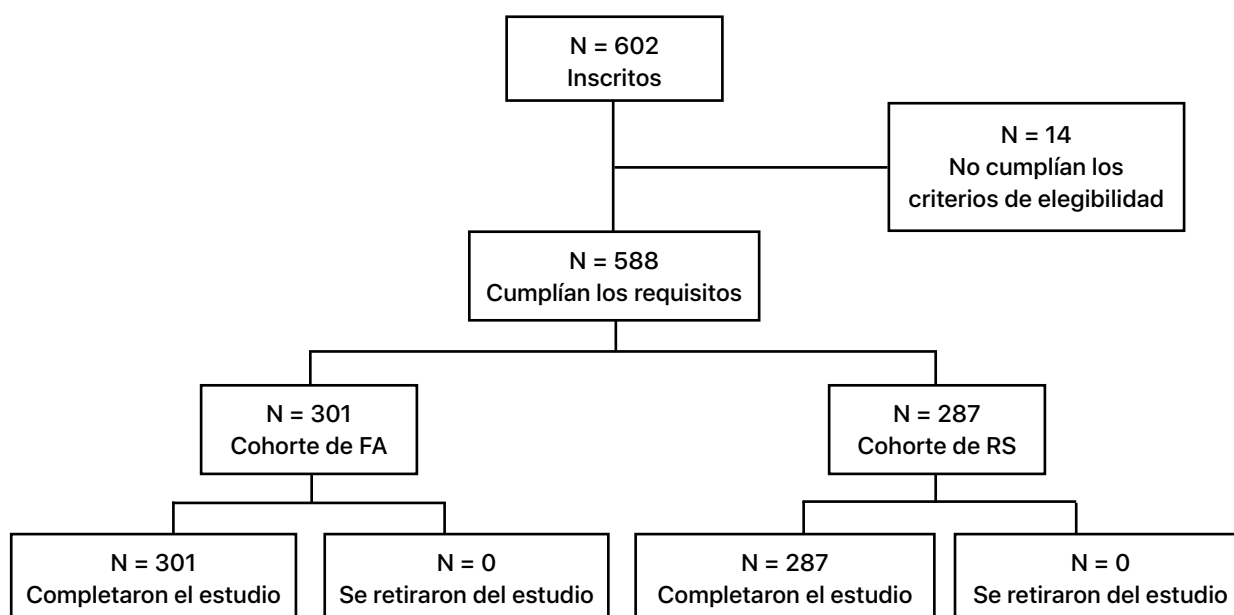 N = 602
Inscritos
N = 14
No cumplían los
criterios de elegibilidad
N = 588
Cumplían los requisitos
N = 301
Cohorte de FA
N = 287
Cohorte de RS
N = 301
Completaron el estudio
N = 0
Se retiraron del estudio
N = 287
Completaron el estudio
N = 0
Se retiraron del estudio